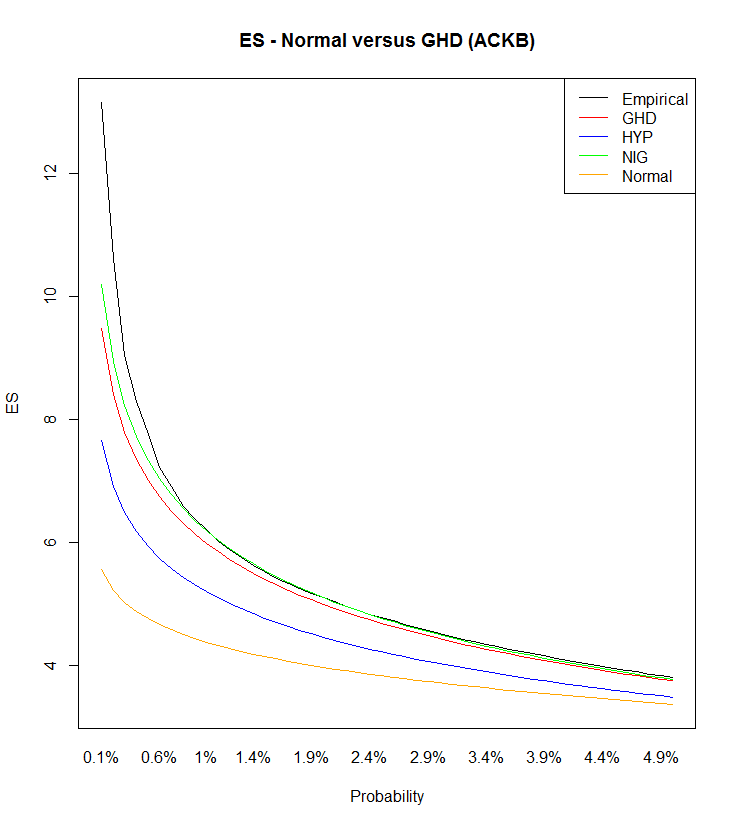 ES - Normal versus GHD (ACKB)
Empirical
GHD
HYP
NIG
Normal
12
10
8
6
4
ES
0.1% 0.6% 1% 1.4% 1.9% 2.4% 2.9% 3.4% 3.9% 4.4% 4.9%
Probability